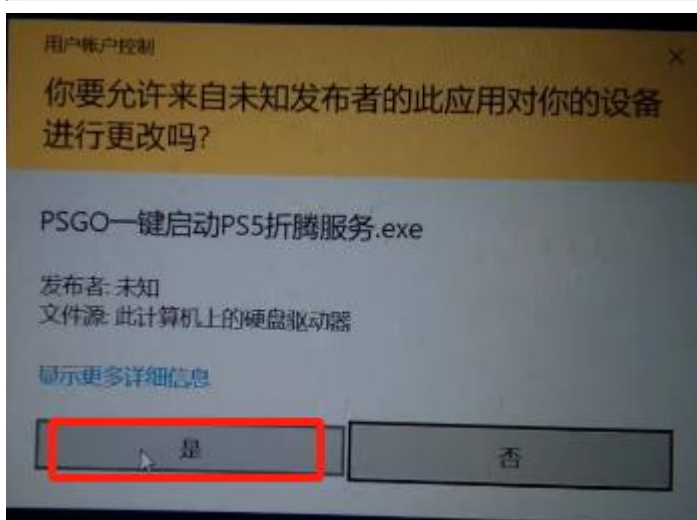 用户帐户控制
你要允许来自未知发布者的此应用对你的设备
进行更改吗?
PSGO一键启动PS5折腾服务.exe
发布者: 未知
文件源: 此计算机上的硬盘驱动器
显示更多详细信息
是
否